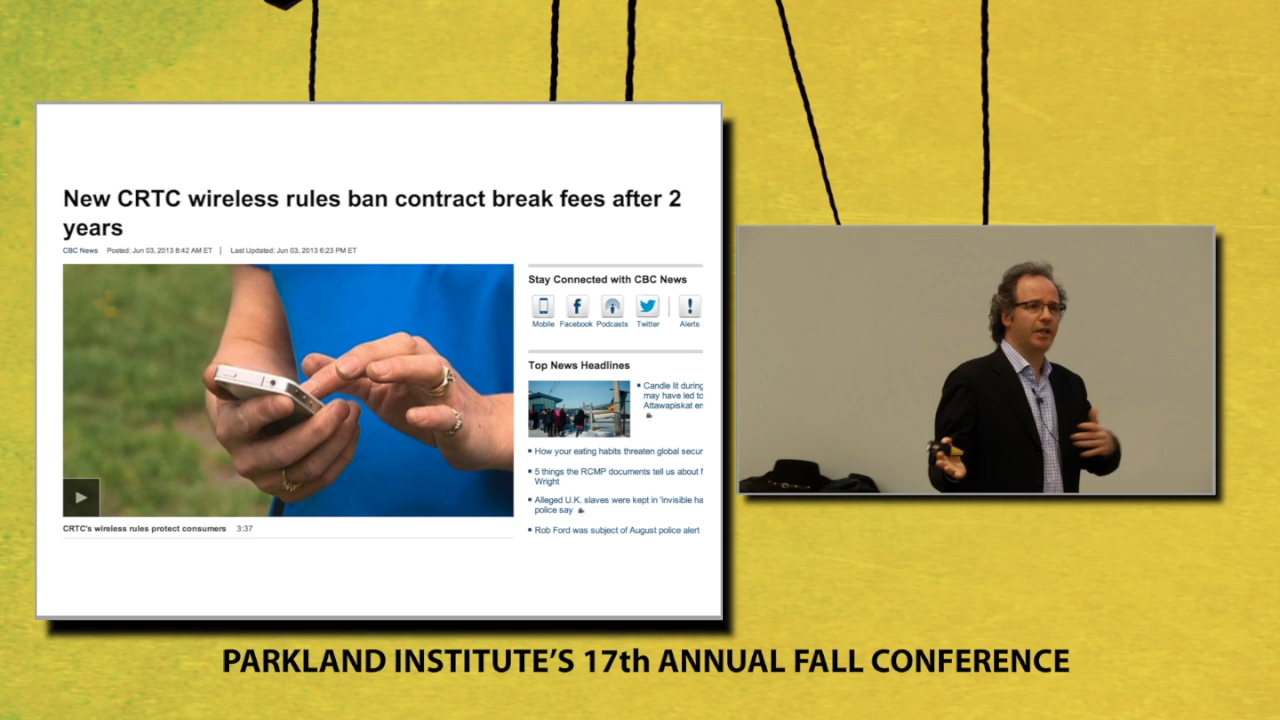 New CRTC wireless rules ban contract break fees after 2
years
CBC News Posted: Jun 03, 2013 8:42 AM ET | Last Updated: Jun 03, 2013 6:23 PM ET
Stay Connected with CBC News
Mobile Facebook Podcasts Twitter Alerts
Top News Headlines
Candle lit during
may have led to
Attawapiskat
How your eating habits threaten global
5 things the RCMP documents tell us about
Wright
Alleged U.K. slaves were kept in 'invisible
police say
Rob Ford was subject of August police alert
CRTC's wireless rules protect consumers 3:37
PARKLAND INSTITUTE'S 17th ANNUAL FALL CONFERENCE